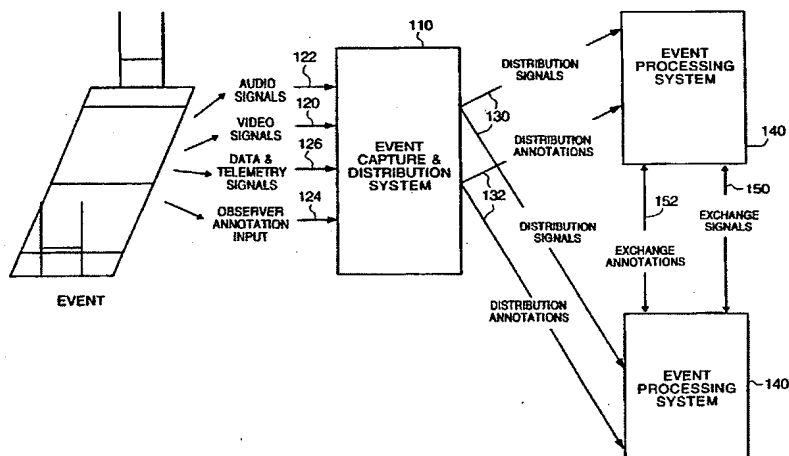 110
122
AUDIO
SIGNALS
120
VIDEO
SIGNALS
126
DATA &
TELEMETRY
SIGNALS
124
OBSERVER
ANNOTATION
INPUT
EVENT
EVENT
CAPTURE &
DISTRIBUTION
SYSTEM
DISTRIBUTION
SIGNALS
130
DISTRIBUTION
ANNOTATIONS
132
DISTRIBUTION
SIGNALS
DISTRIBUTION
ANNOTATIONS
EVENT
PROCESSING
SYSTEM
140
152
150
EXCHANGE
SIGNALS
EXCHANGE
ANNOTATIONS
EVENT
PROCESSING
SYSTEM
140